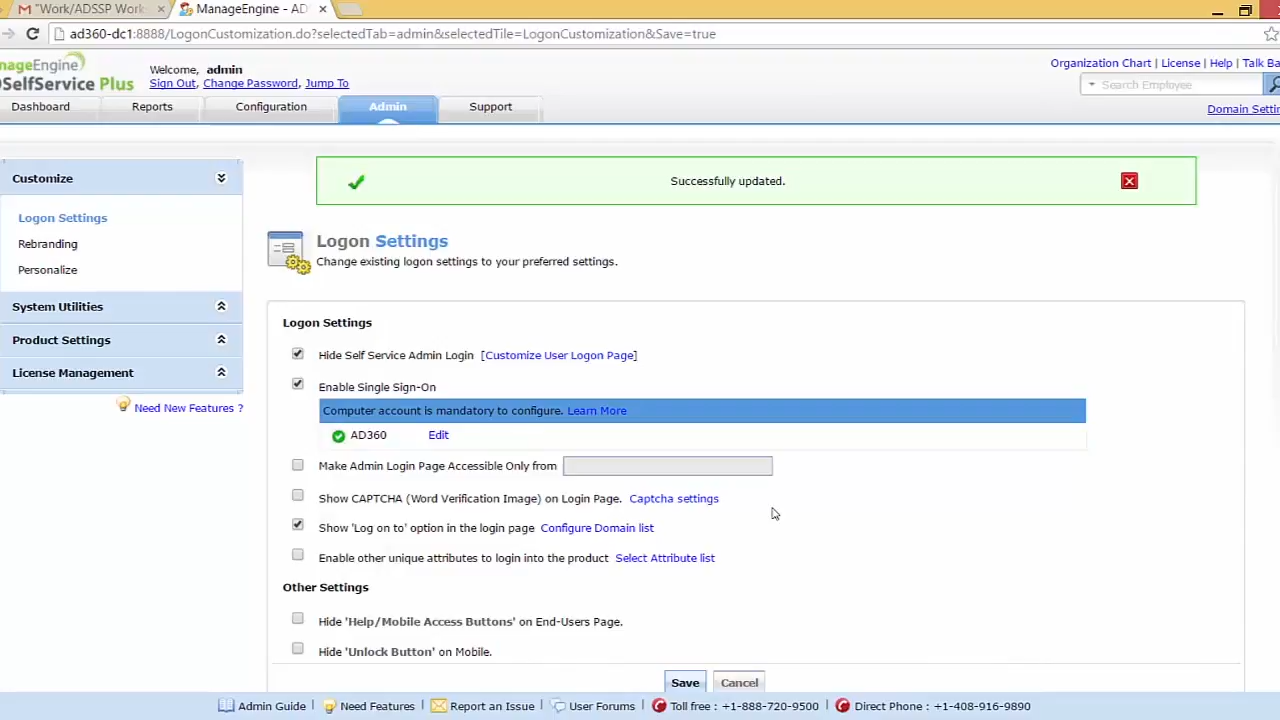 "Work/ADSSP Work
ManageEngine - AD
ad360-dc1:8888/LogonCustomization.do?selectedTab=admin&selectedTile=LogonCustomization&Save=true
nageEngine
SelfService Plus
Welcome, admin
Sign Out, Change Password, Jump To
Organization Chart | License | Help | Talk Ba
Search Employee
Dashboard Reports Configuration Admin Support
Domain Settin
Customize
Logon Settings
Rebranding
Personalize
System Utilities
Product Settings
License Management
Need New Features ?
Successfully updated.
Logon Settings
Change existing logon settings to your preferred settings.
Logon Settings
Hide Self Service Admin Login [Customize User Logon Page]
Enable Single Sign-On
Computer account is mandatory to configure. Learn More
AD360 Edit
Make Admin Login Page Accessible Only from
Show CAPTCHA (Word Verification Image) on Login Page. Captcha settings
Show 'Log on to' option in the login page Configure Domain list
Enable other unique attributes to login into the product Select Attribute list
Other Settings
Hide 'Help/Mobile Access Buttons' on End-Users Page.
Hide 'Unlock Button' on Mobile.
Save Cancel
Admin Guide | Need Features | Report an Issue | User Forums | Toll free : +1-888-720-9500 | Direct Phone : +1-408-916-9890